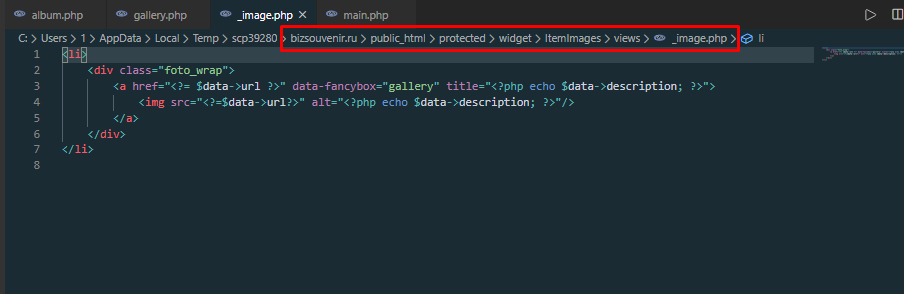 album.php gallery.php _image.php main.php
C: > Users > 1 > AppData > Local > Temp > scp39280 > bizsouvenir.ru > public_html > protected > widget > ItemImages > views > _image.php > li
1 <li>
2 <div class="foto_wrap">
3 <a href="<?= $data->url ?>" data-fancybox="gallery" title="<?php echo $data->description; ?>">
4 <img src="<?=$data->url?>" alt="<?php echo $data->description; ?>"/>
5 </a>
6 </div>
7 </li>
8